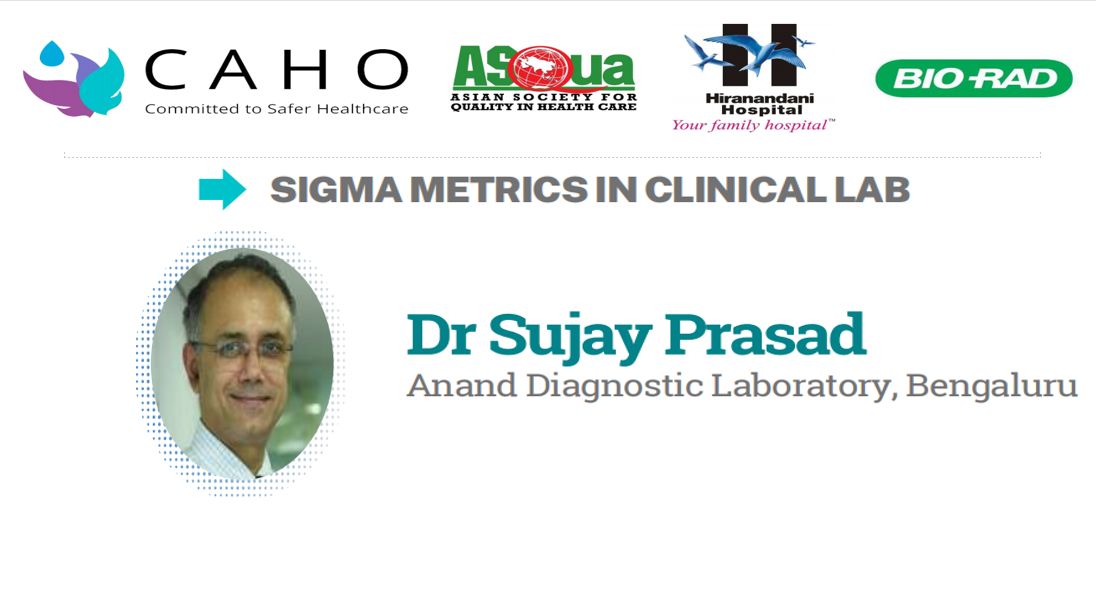 CAHO
Committed to Safer Healthcare
ASQua
ASIAN SOCIETY FOR
QUALITY IN HEALTH CARE
H
Hiranandani
Hospital
Your family hospital™
BIO-RAD
SIGMA METRICS IN CLINICAL LAB
Dr Sujay Prasad
Anand Diagnostic Laboratory, Bengaluru